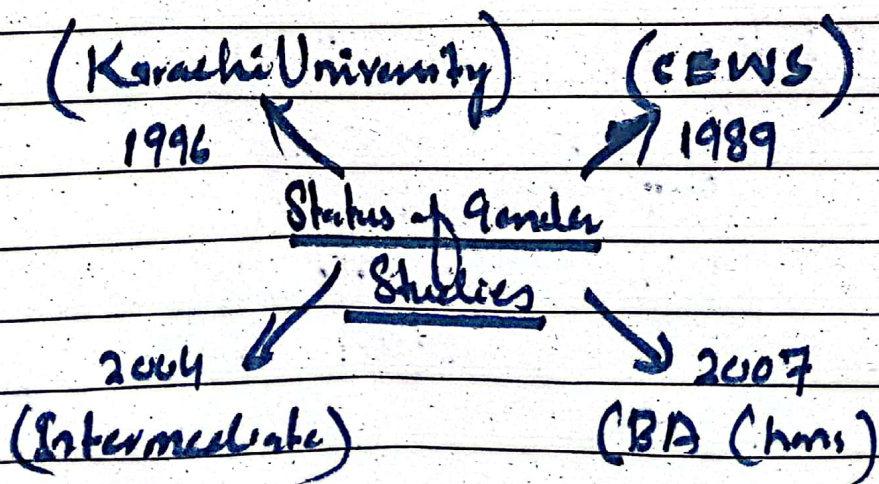 (Karachi University) (CEWS)
1996 1989
Status of Gender
Studies
2004 2007
(Intermediate) (BA (hons)